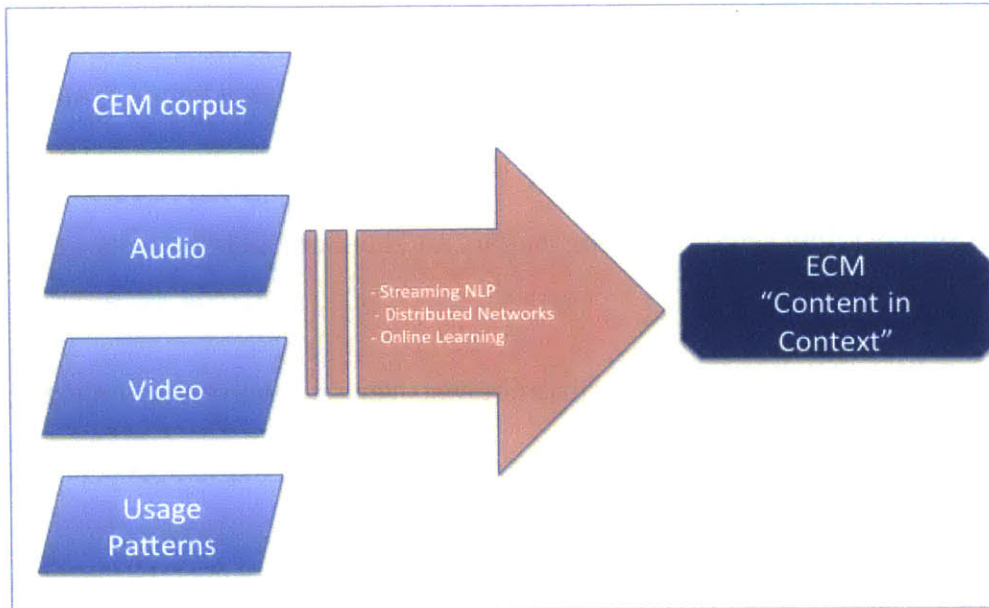 CEM corpus
Audio
Video
Usage
Patterns
- Streaming NLP
- Distributed Networks
- Online Learning
ECM
“Content in
Context”